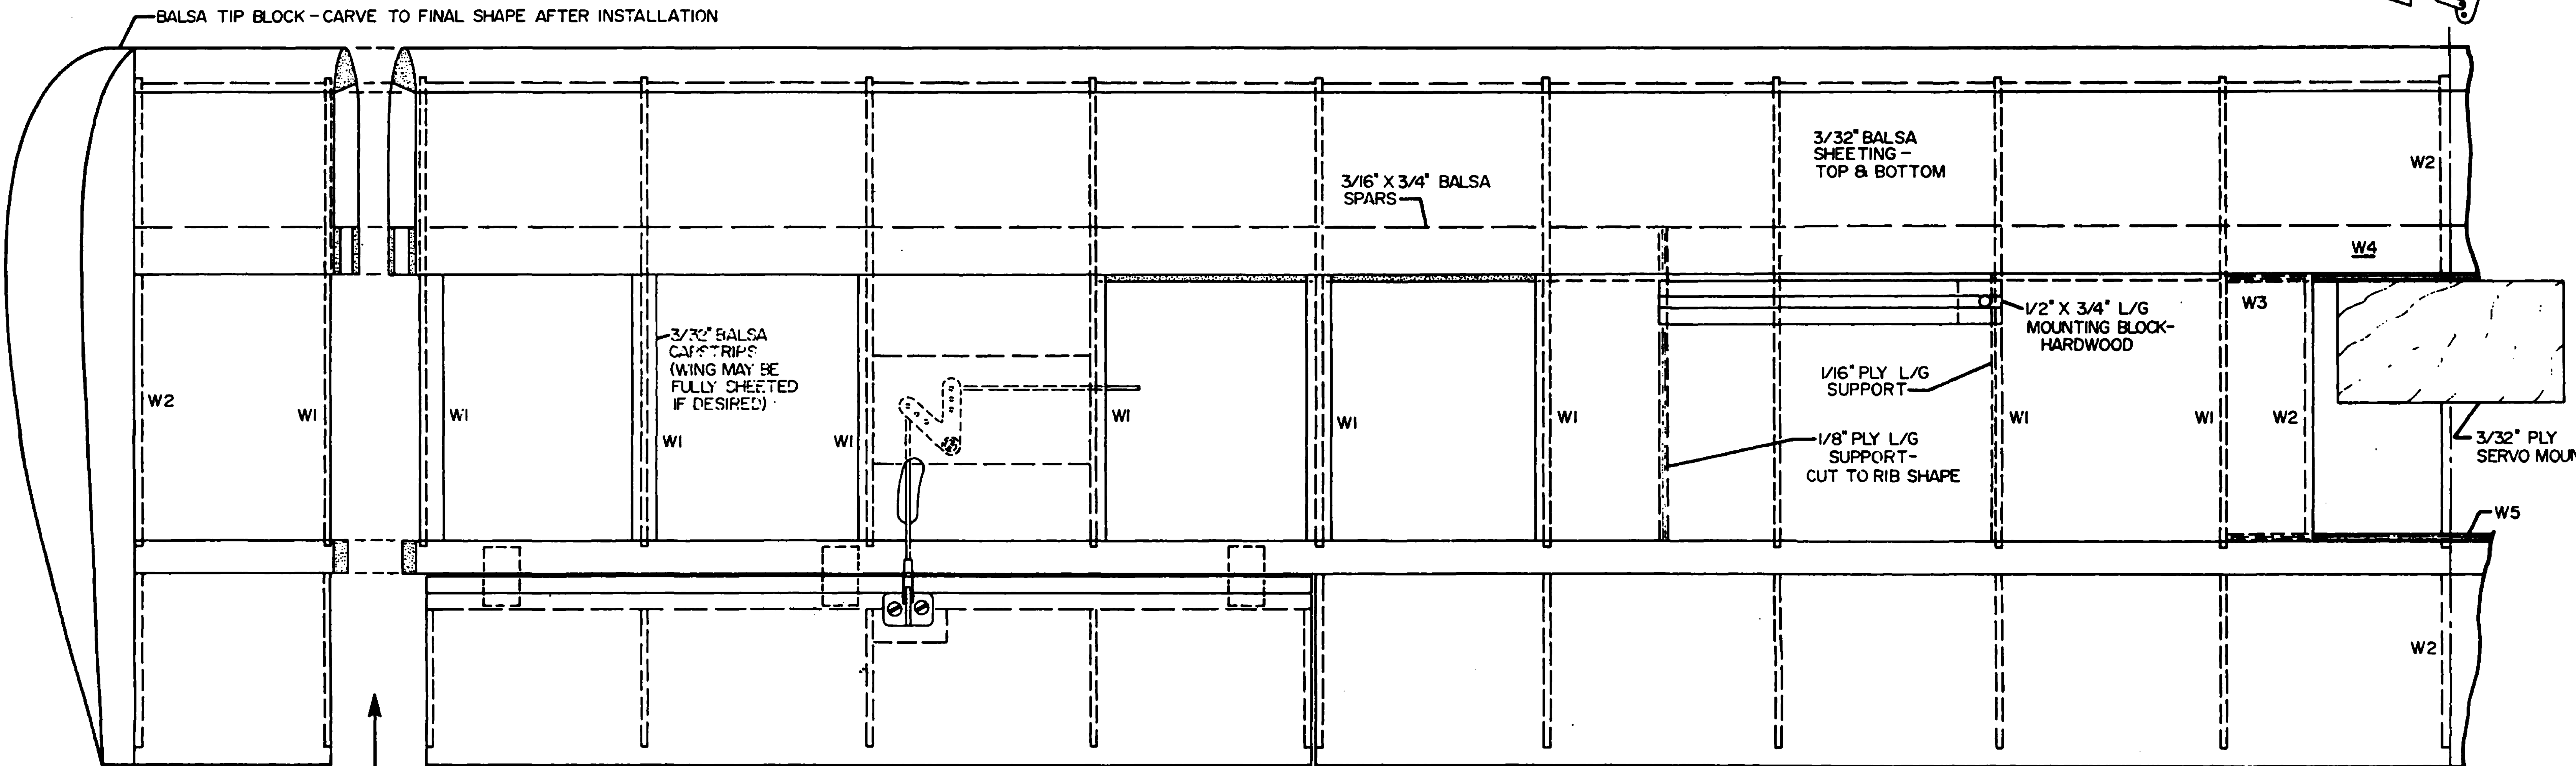 BALSA TIP BLOCK – CARVE TO FINAL SHAPE AFTER INSTALLATION
3/32" BALSA
SHEETING –
TOP & BOTTOM
W2
3/16" X 3/4" BALSA
SPARS
W4
W3
1/2" X 3/4" L/G
MOUNTING BLOCK-
HARDWOOD
3/32" BALSA
CAPSTRIPS
(WING MAY BE
FULLY SHEETED
IF DESIRED)
1/16" PLY L/G
SUPPORT
W2
W1
W1
W1
W1
W1
W1
W1
W1
W1
W2
1/8" PLY L/G
SUPPORT-
CUT TO RIB SHAPE
3/32" PLY
SERVO MOUN
W5
W2